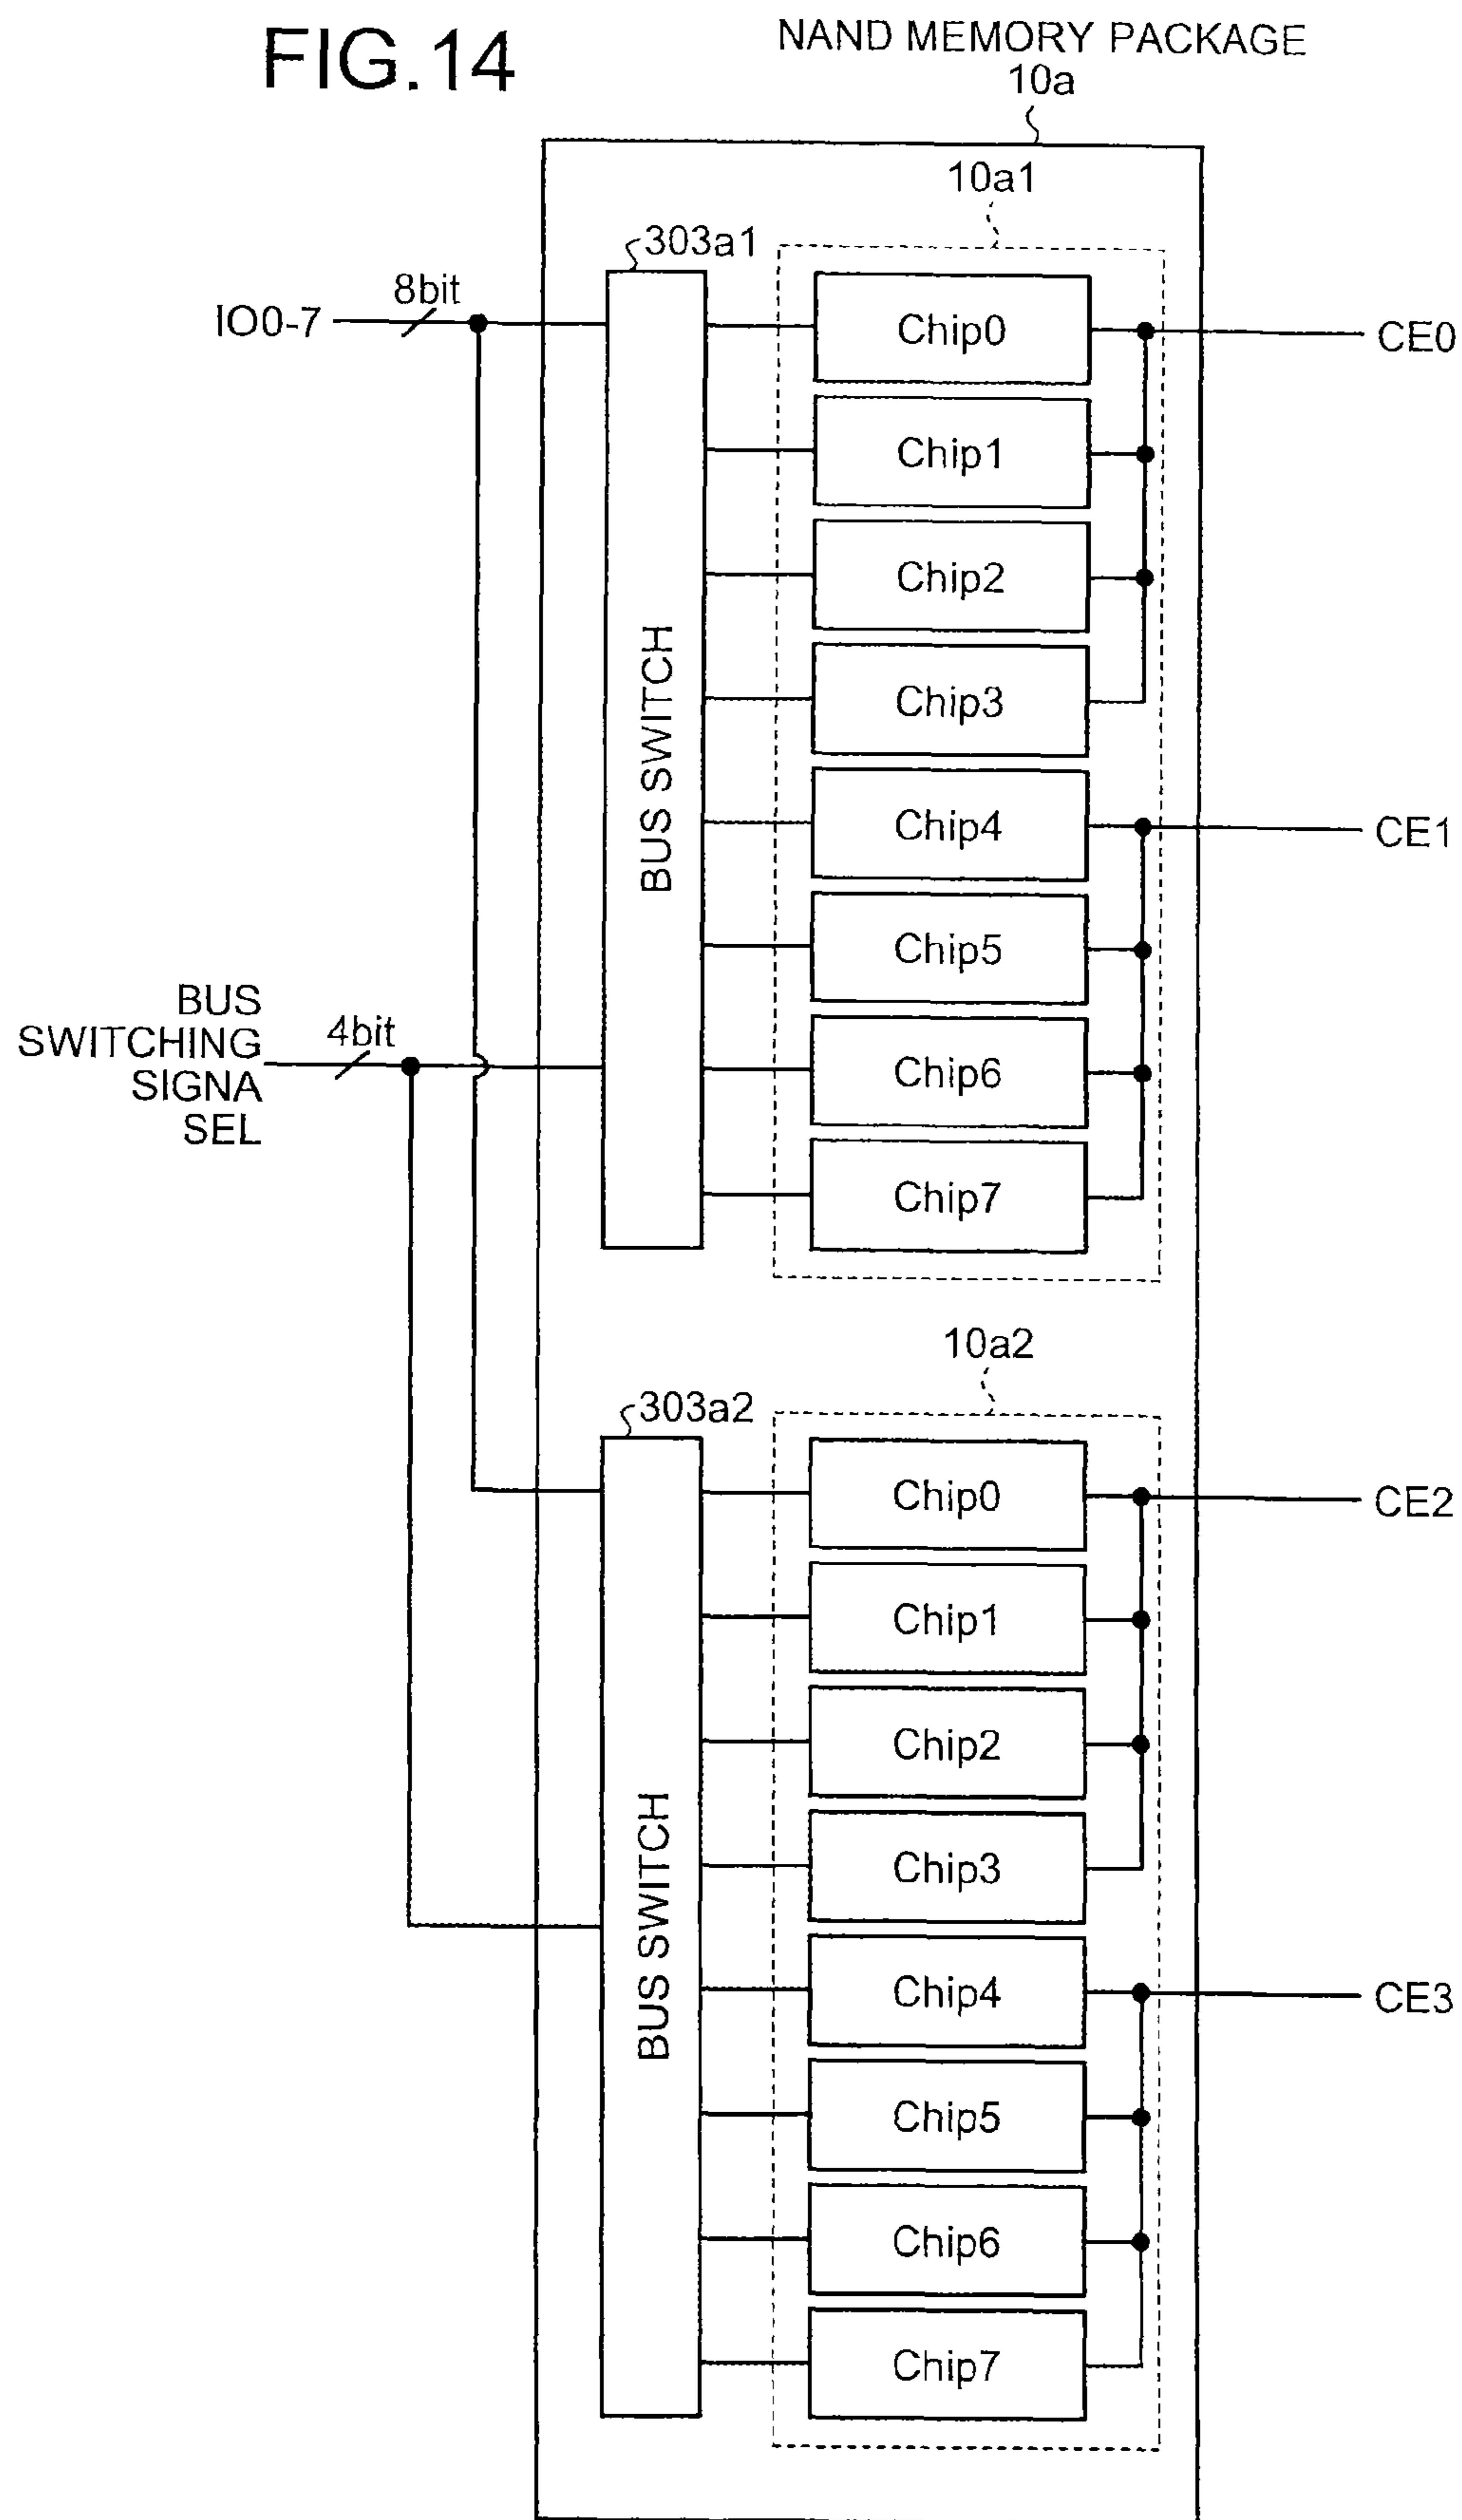 FIG.14
NAND MEMORY PACKAGE
10a
10a1
303a1
8bit
IO0-7
BUS SWITCH
Chip0
CE0
Chip1
Chip2
Chip3
Chip4
CE1
Chip5
BUS
SWITCHING
SIGNA
SEL
4bit
Chip6
Chip7
10a2
303a2
BUS SWITCH
Chip0
CE2
Chip1
Chip2
Chip3
Chip4
CE3
Chip5
Chip6
Chip7